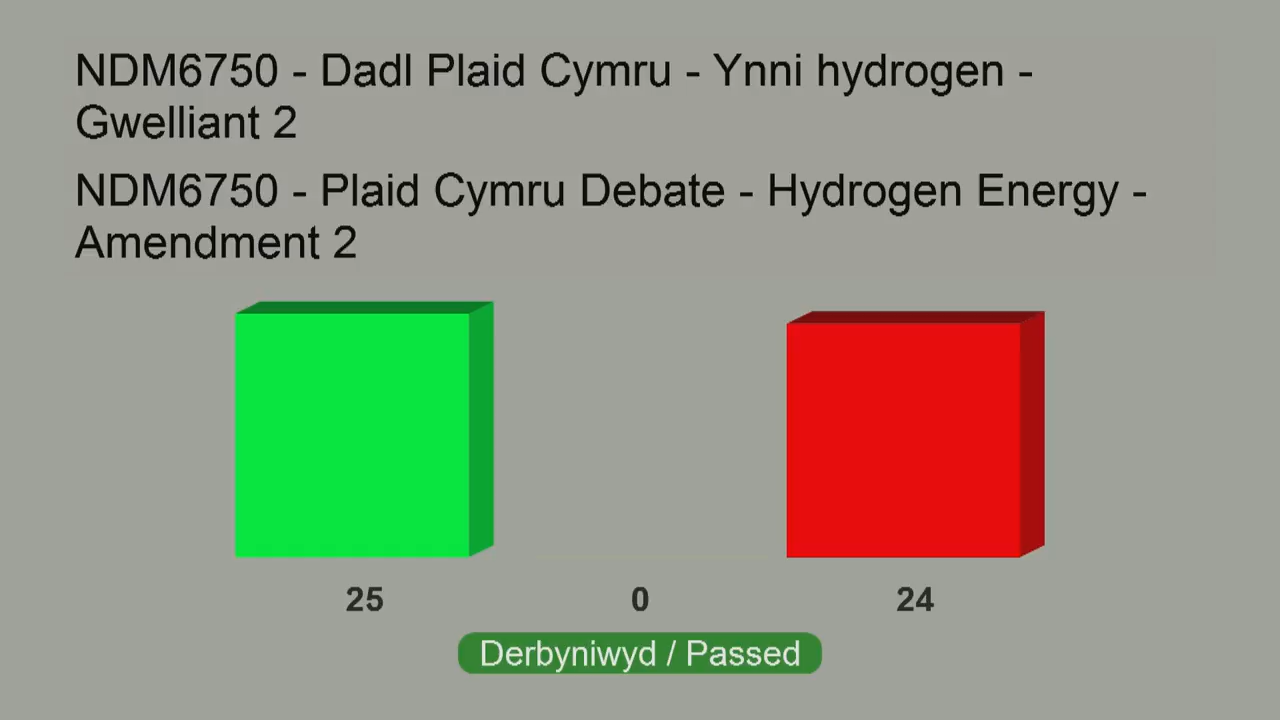 NDM6750 - Dadl Plaid Cymru - Ynni hydrogen -
Gwelliant 2
NDM6750 - Plaid Cymru Debate - Hydrogen Energy -
Amendment 2
25 0 24
Derbyniwyd / Passed